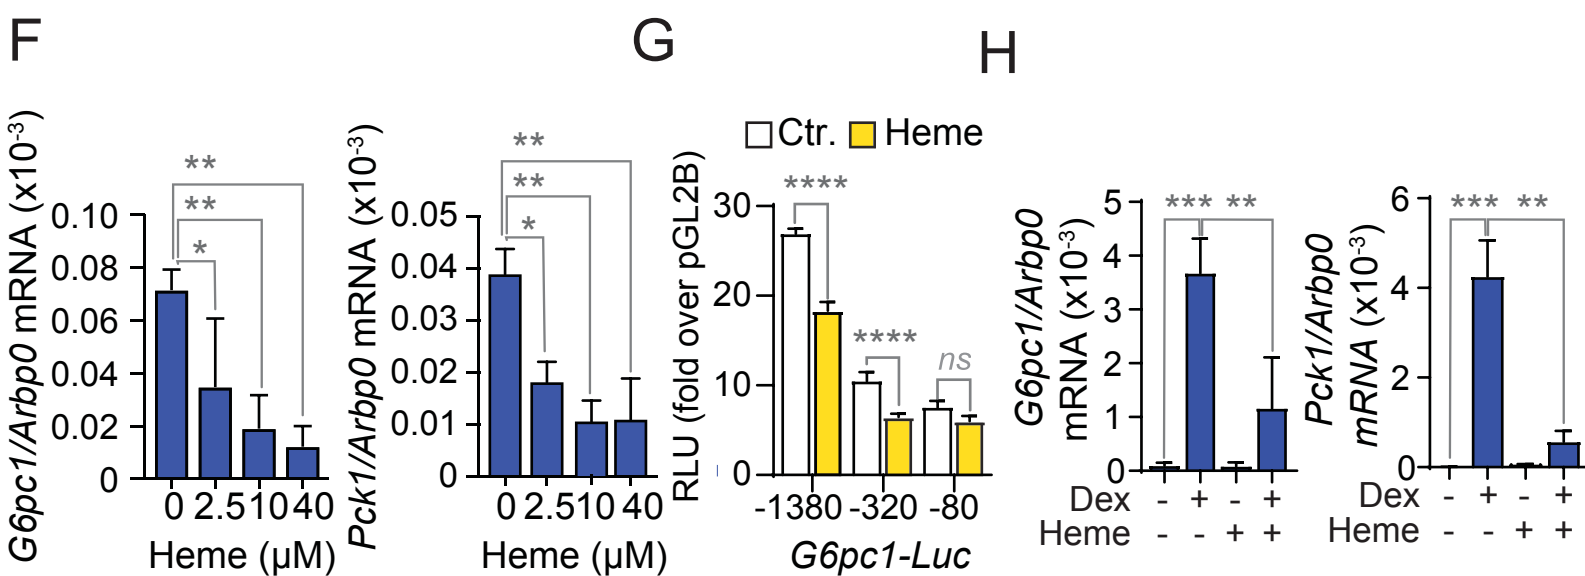 F
G6pc1/Arbp0 mRNA (x10⁻³)
0.10
0.08
0.06
0.04
0.02
0
**
**
*
0 2.5 10 40
Heme (µM)
Pck1/Arbp0 mRNA (x10⁻³)
0.05
0.04
0.03
0.02
0.01
0
**
**
*
0 2.5 10 40
Heme (µM)
G
Ctr. Heme
RLU (fold over pGL2B)
30
20
10
0
****
****
ns
-1380 -320 -80
G6pc1-Luc
H
G6pc1/Arbp0
mRNA (x10⁻³)
5
4
3
2
1
0
*** **
Dex - + - +
Heme - - + +
Pck1/Arbp0
mRNA (x10⁻³)
6
4
2
0
*** **
Dex - + - +
Heme - - + +